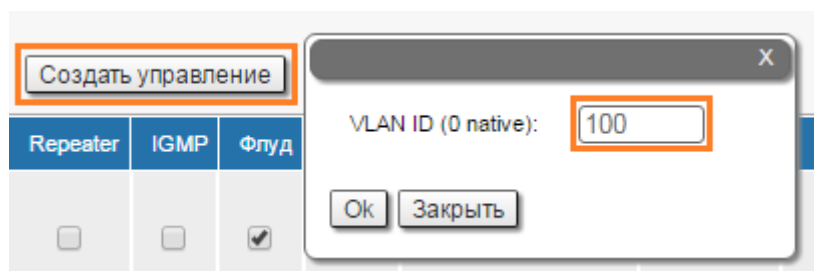 X
Создать управление
VLAN ID (0 native): 100
Repeater IGMP Флуд
Ok Закрыть